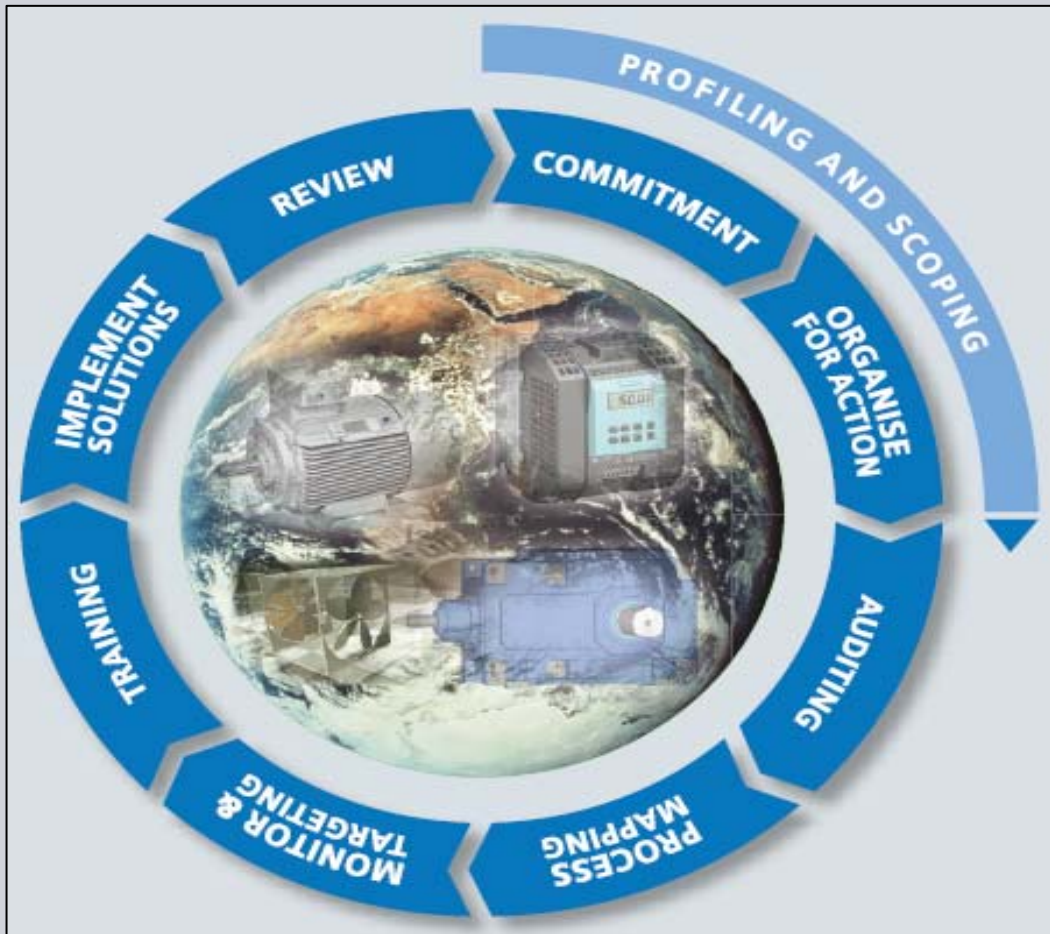 PROFILING AND SCOPING
COMMITMENT
ORGANISE
FOR ACTION
AUDITING
PROCESS
MAPPING
MONITOR &
TARGETING
TRAINING
IMPLEMENT
SOLUTIONS
REVIEW